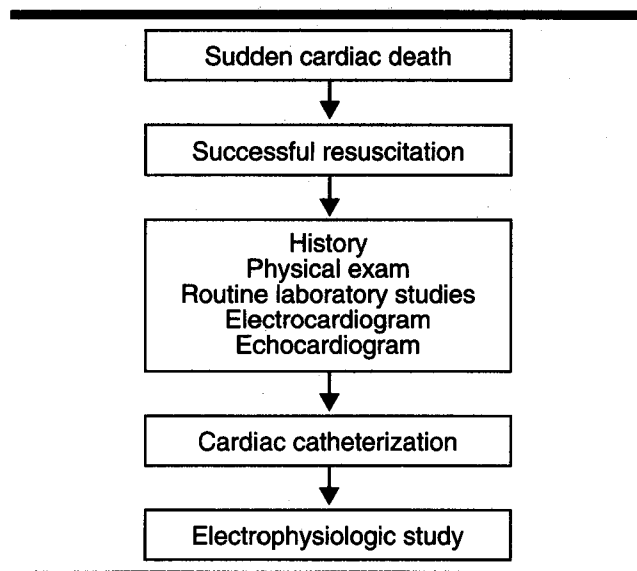 Sudden cardiac death
Successful resuscitation
History
Physical exam
Routine laboratory studies
Electrocardiogram
Echocardiogram
Cardiac catheterization
Electrophysiologic study